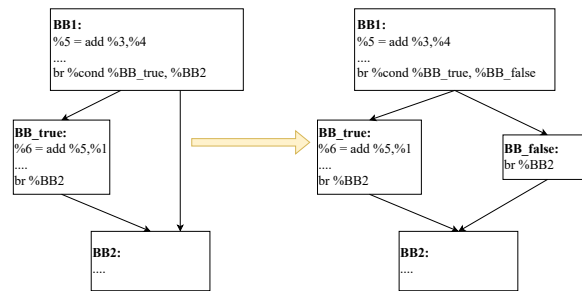 BB1:
%5 = add %3,%4
....
br %cond %BB_true, %BB2
BB_true:
%6 = add %5,%1
....
br %BB2
BB2:
....
BB1:
%5 = add %3,%4
....
br %cond %BB_true, %BB_false
BB_true:
%6 = add %5,%1
....
br %BB2
BB_false:
br %BB2
BB2:
....